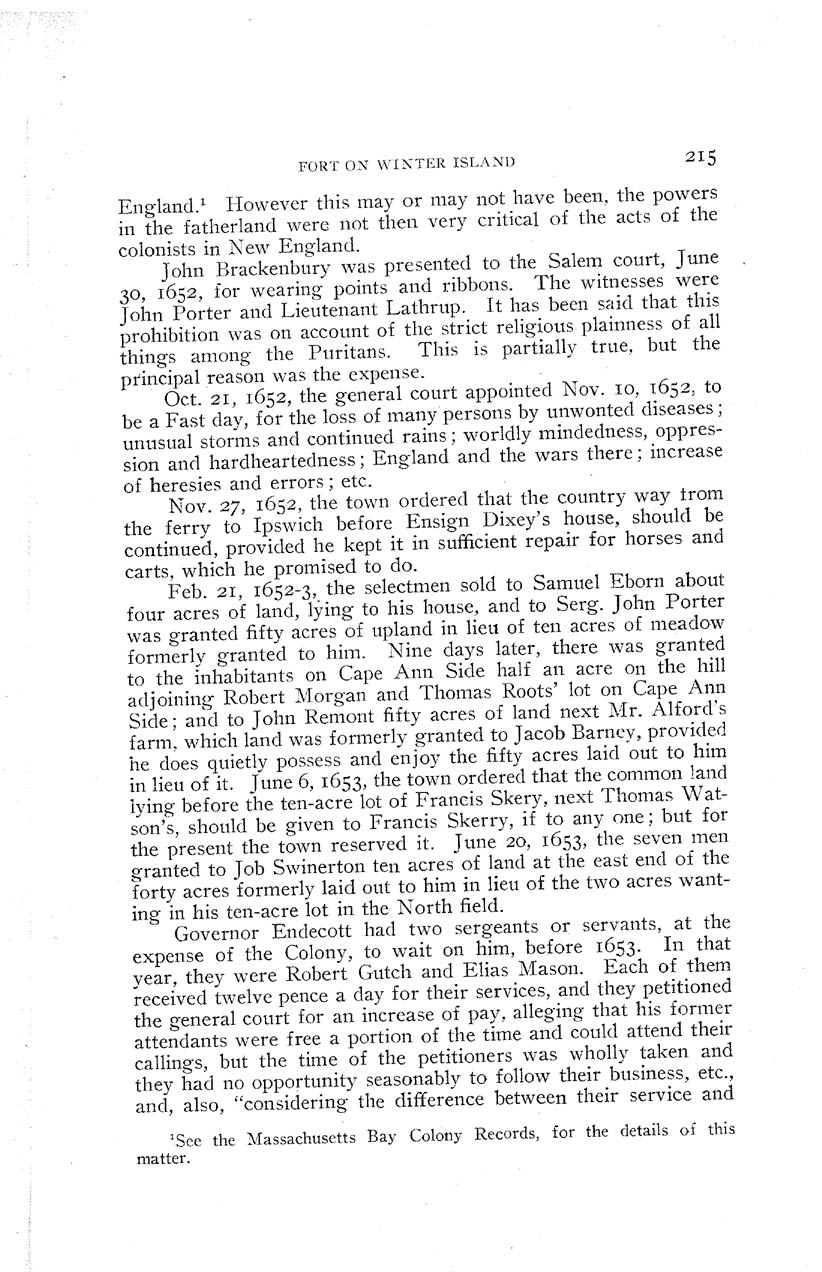 FORT ON WINTER ISLAND 215
England.¹ However this may or may not have been, the powers
in the fatherland were not then very critical of the acts of the
colonists in New England.
John Brackenbury was presented to the Salem court, June
30, 1652, for wearing points and ribbons. The witnesses were
John Porter and Lieutenant Lathrup. It has been said that this
prohibition was on account of the strict religious plainness of all
things among the Puritans. This is partially true, but the
principal reason was the expense.
Oct. 21, 1652, the general court appointed Nov. 10, 1652, to
be a Fast day, for the loss of many persons by unwonted diseases;
unusual storms and continued rains; worldly mindedness, oppres-
sion and hardheartedness; England and the wars there; increase
of heresies and errors; etc.
Nov. 27, 1652, the town ordered that the country way from
the ferry to Ipswich before Ensign Dixey's house, should be
continued, provided he kept it in sufficient repair for horses and
carts, which he promised to do.
Feb. 21, 1652-3, the selectmen sold to Samuel Eborn about
four acres of land, lying to his house, and to Serg. John Porter
was granted fifty acres of upland in lieu of ten acres of meadow
formerly granted to him. Nine days later, there was granted
to the inhabitants on Cape Ann Side half an acre on the hill
adjoining Robert Morgan and Thomas Roots' lot on Cape Ann
Side; and to John Remont fifty acres of land next Mr. Alford's
farm, which land was formerly granted to Jacob Barney, provided
he does quietly possess and enjoy the fifty acres laid out to him
in lieu of it. June 6, 1653, the town ordered that the common land
lying before the ten-acre lot of Francis Skery, next Thomas Wat-
son's, should be given to Francis Skerry, if to any one; but for
the present the town reserved it. June 20, 1653, the seven men
granted to Job Swinerton ten acres of land at the east end of the
forty acres formerly laid out to him in lieu of the two acres want-
ing in his ten-acre lot in the North field.
Governor Endecott had two sergeants or servants, at the
expense of the Colony, to wait on him, before 1653. In that
year, they were Robert Gutch and Elias Mason. Each of them
received twelve pence a day for their services, and they petitioned
the general court for an increase of pay, alleging that his former
attendants were free a portion of the time and could attend their
callings, but the time of the petitioners was wholly taken and
they had no opportunity seasonably to follow their business, etc.,
and, also, "considering the difference between their service and
¹See the Massachusetts Bay Colony Records, for the details of this
matter.